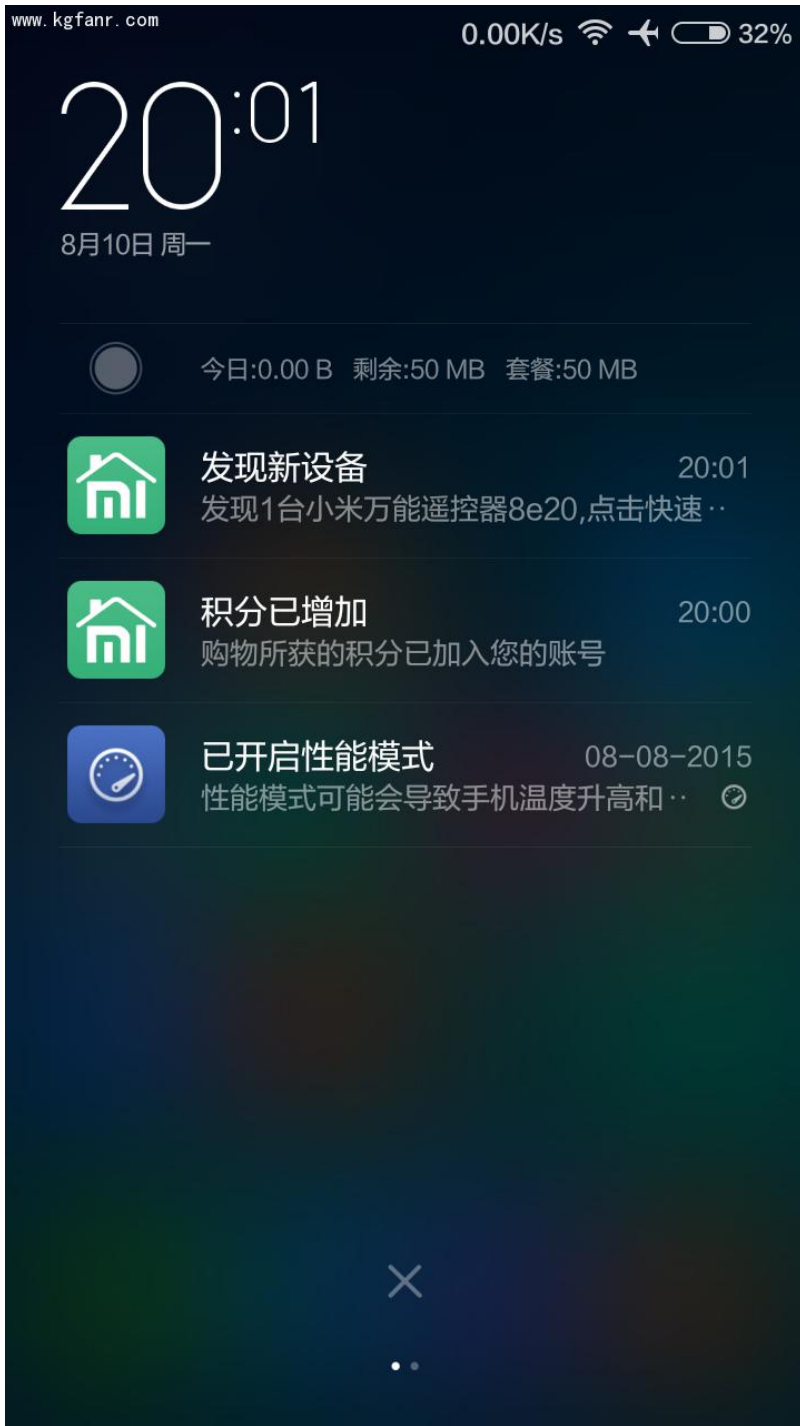 www.kgfanr.com
0.00K/s 32%
20:01
8月10日 周一
今日:0.00 B 剩余:50 MB 套餐:50 MB
发现新设备 20:01
发现1台小米万能遥控器8e20,点击快速··
积分已增加 20:00
购物所获的积分已加入您的账号
已开启性能模式 08-08-2015
性能模式可能会导致手机温度升高和··